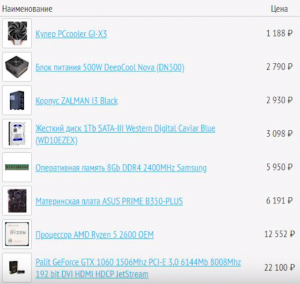 Наименование
Цена
Кулер PCcooler GI-X3
1 188 ₽
Блок питания 500W DeepCool Nova (DN500)
2 790 ₽
Корпус ZALMAN I3 Black
2 930 ₽
Жесткий диск 1Tb SATA-III Western Digital Caviar Blue
(WD10EZEX)
3 098 ₽
Оперативная память 8Gb DDR4 2400MHz Samsung
5 950 ₽
Материнская плата ASUS PRIME B350-PLUS
6 191 ₽
Процессор AMD Ryzen 5 2600 OEM
12 552 ₽
Palit GeForce GTX 1060 1506Mhz PCI-E 3.0 6144Mb 8008Mhz
192 bit DVI HDMI HDCP JetStream
22 100 ₽